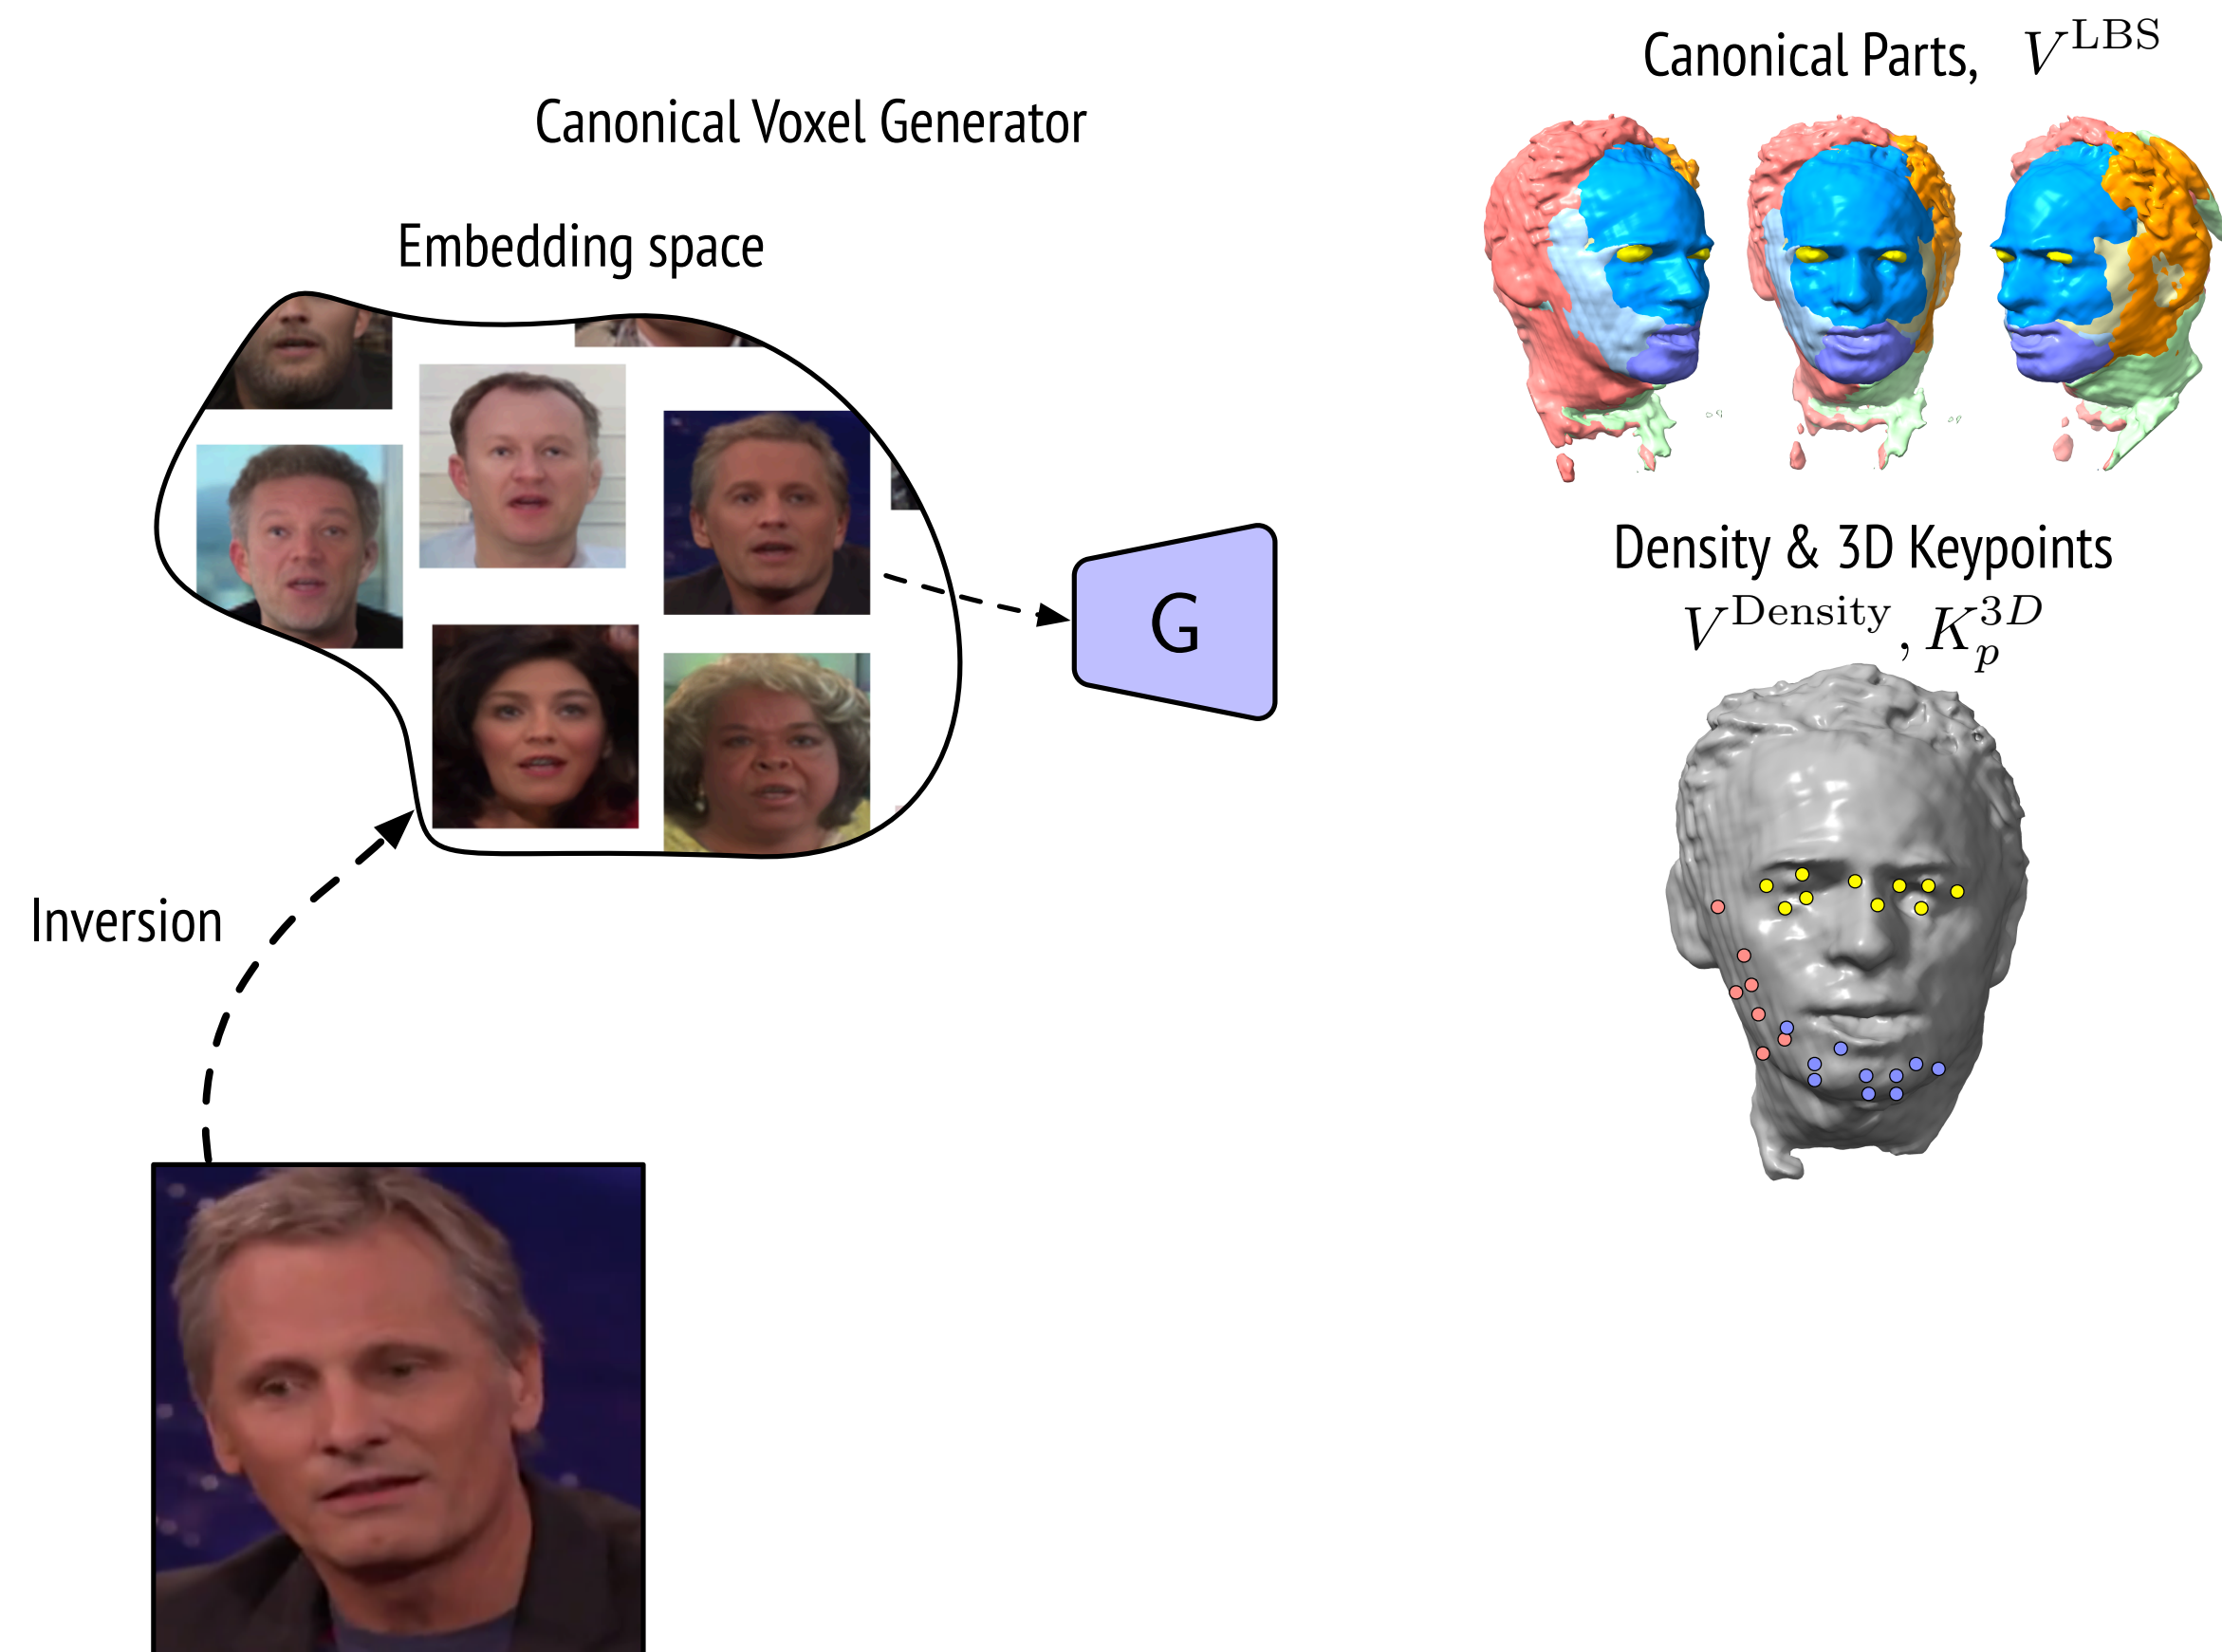 Canonical Voxel Generator
Embedding space
G
Inversion
Canonical Parts, V^LBS
Density & 3D Keypoints
V^Density, K_p^3D